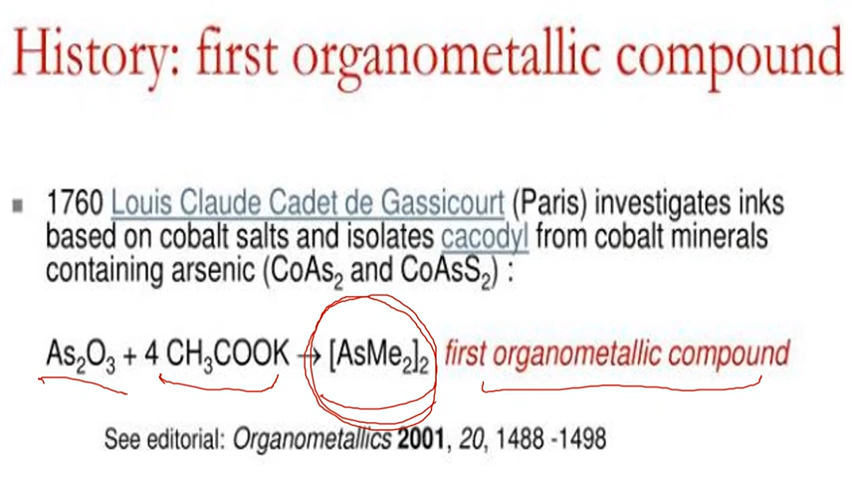 History: first organometallic compound
▪ 1760 Louis Claude Cadet de Gassicourt (Paris) investigates inks
based on cobalt salts and isolates cacodyl from cobalt minerals
containing arsenic (CoAs₂ and CoAsS₂) :
As₂O₃ + 4 CH₃COOK → [AsMe₂]₂ first organometallic compound
See editorial: Organometallics 2001, 20, 1488 -1498